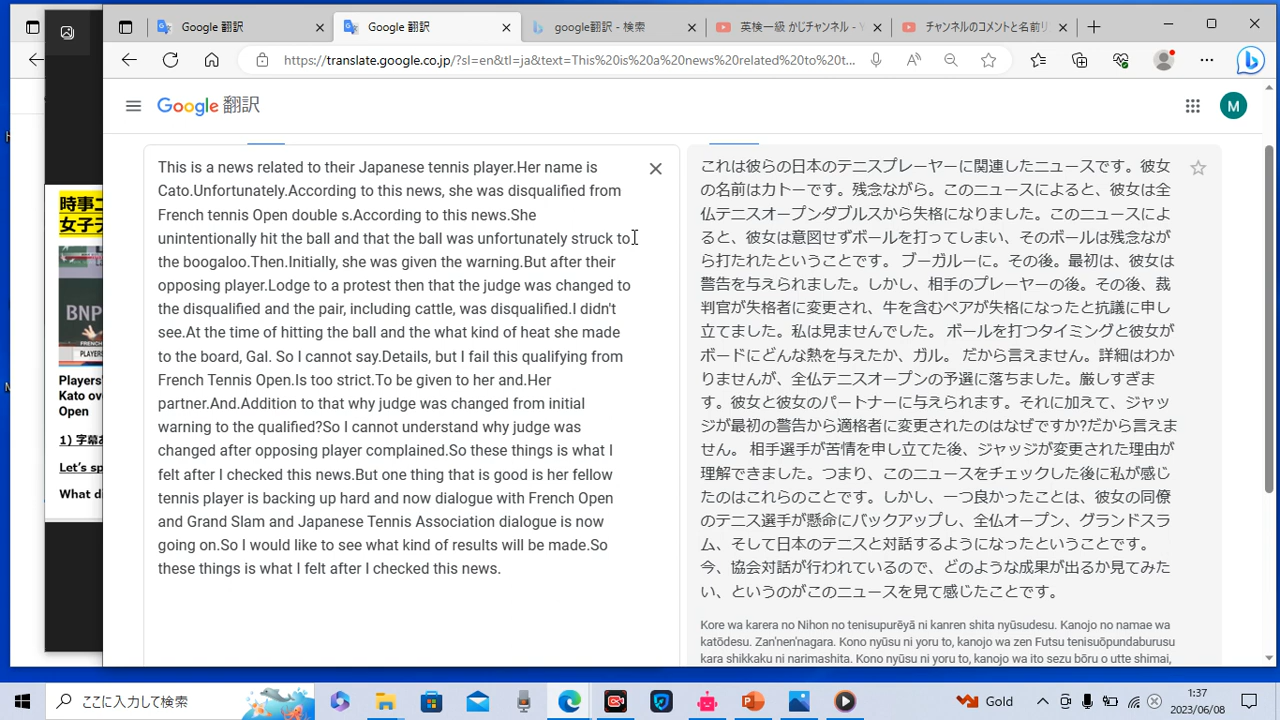 Google 翻訳
Google 翻訳
google翻訳 - 検索
英検一級 かじチャンネル - Y
チャンネルのコメントと名前リ
https://translate.google.co.jp/?sl=en&tl=ja&text=This%20is%20a%20news%20related%20to%20t...
Google 翻訳
M
This is a news related to their Japanese tennis player.Her name is
Cato.Unfortunately.According to this news, she was disqualified from
French tennis Open double s.According to this news.She
unintentionally hit the ball and that the ball was unfortunately struck to
the boogaloo.Then.Initially, she was given the warning.But after their
opposing player.Lodge to a protest then that the judge was changed to
the disqualified and the pair, including cattle, was disqualified.I didn't
see.At the time of hitting the ball and the what kind of heat she made
to the board, Gal. So I cannot say.Details, but I fail this qualifying from
French Tennis Open.Is too strict.To be given to her and.Her
partner.And.Addition to that why judge was changed from initial
warning to the qualified?So I cannot understand why judge was
changed after opposing player complained.So these things is what I
felt after I checked this news.But one thing that is good is her fellow
tennis player is backing up hard and now dialogue with French Open
and Grand Slam and Japanese Tennis Association dialogue is now
going on.So I would like to see what kind of results will be made.So
these things is what I felt after I checked this news.
これは彼らの日本のテニスプレーヤーに関連したニュースです。彼女
の名前はカトーです。残念ながら。このニュースによると、彼女は全
仏テニスオープンダブルスから失格になりました。このニュースによ
ると、彼女は意図せずボールを打ってしまい、そのボールは残念なが
ら打たれたということです。 ブーガルーに。その後。最初は、彼女は
警告を与えられました。しかし、相手のプレーヤーの後。その後、裁
判官が失格者に変更され、牛を含むペアが失格になったと抗議に申し
立てました。私は見ませんでした。 ボールを打つタイミングと彼女が
ボードにどんな熱を与えたか、ガル。 だから言えません。詳細はわか
りませんが、全仏テニスオープンの予選に落ちました。厳しすぎま
す。彼女と彼女のパートナーに与えられます。それに加えて、ジャッ
ジが最初の警告から適格者に変更されたのはなぜですか?だから言えま
せん。 相手選手が苦情を申し立てた後、ジャッジが変更された理由が
理解できました。つまり、このニュースをチェックした後に私が感じ
たのはこれらのことです。しかし、一つ良かったことは、彼女の同僚
のテニス選手が懸命にバックアップし、全仏オープン、グランドスラ
ム、そして日本のテニスと対話するようになったということです。
今、協会対話が行われているので、どのような成果が出るか見てみた
い、というのがこのニュースを見て感じたことです。
Kore wa karera no Nihon no tenisupurēyā ni kanren shita nyūsudesu. Kanojo no namae wa
katōdesu. Zan'nen'nagara. Kono nyūsu ni yoru to, kanojo wa zen Futsu tenisuōpundaburusu
kara shikkaku ni narimashita. Kono nyūsu ni yoru to, kanojo wa ito sezu bōru o utte shimai,
時事ニ
女子テ
BNP
PLAYERS
Players
Kato ov
Open
1) 字幕あ
Let's sp
What d
ここに入力して検索
Gold
1:37
2023/06/08